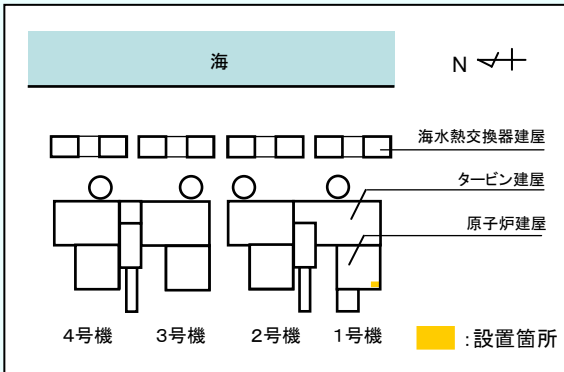 海
N
海水熱交換器建屋
タービン建屋
原子炉建屋
4号機 3号機 2号機 1号機
:設置箇所